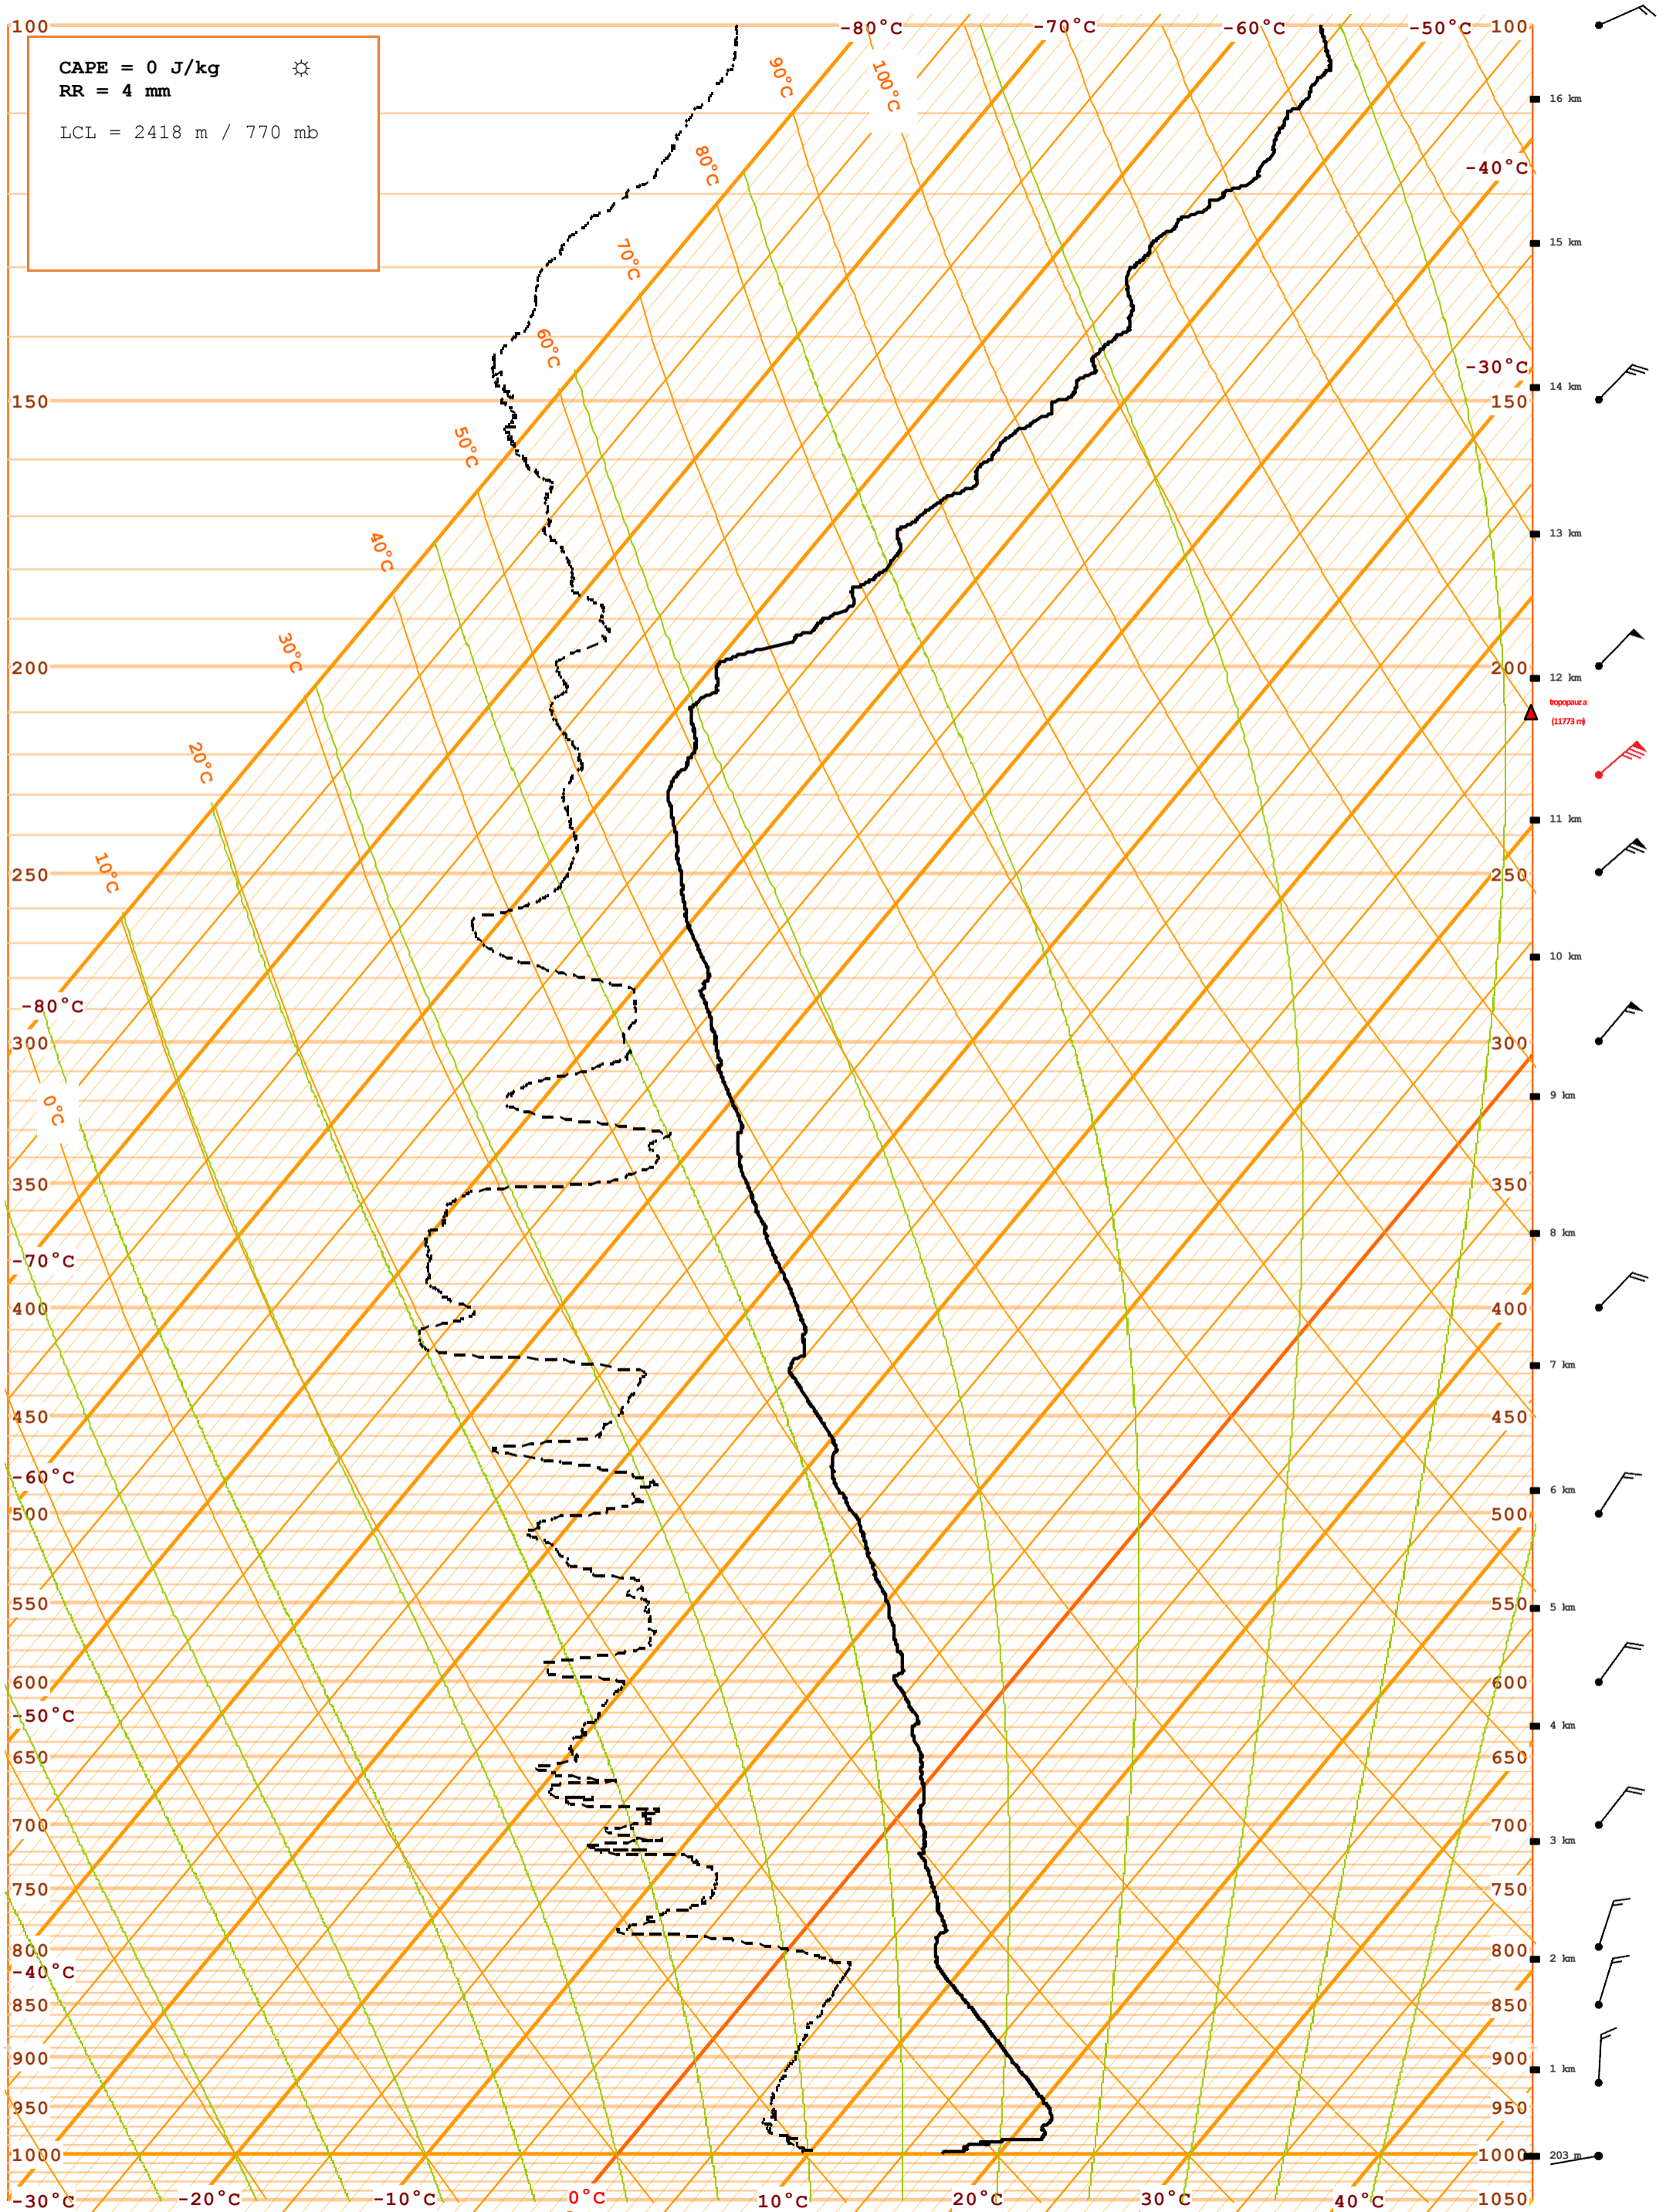 100 -80°C -70°C -60°C -50°C 100
CAPE = 0 J/kg ☼
RR = 4 mm
LCL = 2418 m / 770 mb
90°C 100°C
16 km
80°C -40°C
70°C 15 km
60°C -30°C
14 km
150 150
50°C
40°C 13 km
30°C
200 200
12 km
tropopauza
(11773 m)
20°C
11 km
10°C
250 250
10 km
-80°C
300 300
0°C 9 km
350 350
8 km
-70°C
400 400
7 km
450 450
-60°C
6 km
500 500
550 550
5 km
600 600
-50°C
4 km
650 650
700 700
3 km
750 750
800 800
2 km
-40°C
850 850
900 900
1 km
950 950
1000 1000 203 m
-30°C -20°C -10°C 0°C 10°C 20°C 30°C 40°C 1050